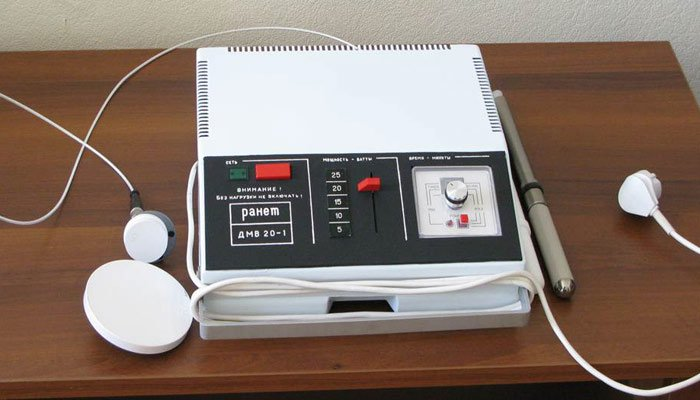 СЕТЬ
ВНИМАНИЕ!
БЕЗ НАГРУЗКИ НЕ ВКЛЮЧАТЬ!
ранет
ДМВ 20-1
МОЩНОСТЬ - ВАТТЫ
25
20
15
10
5
ВРЕМЯ - МИНУТЫ